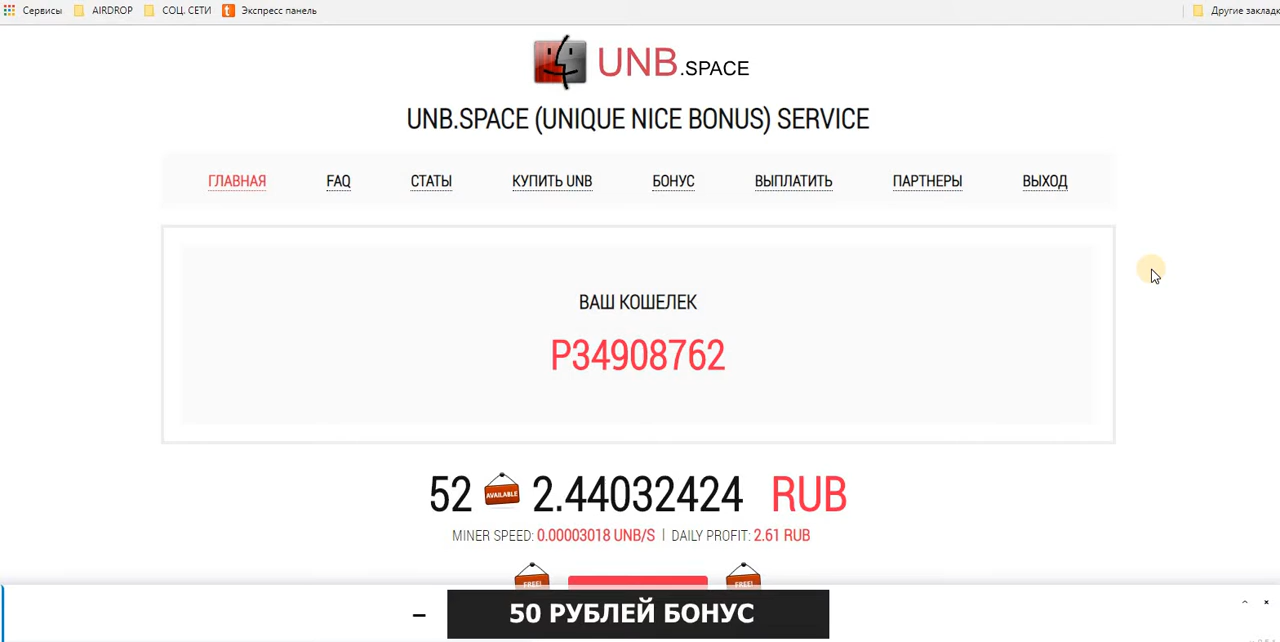 Сервисы AIRDROP СОЦ. СЕТИ Экспресс панель Другие заклад
UNB.SPACE
UNB.SPACE (UNIQUE NICE BONUS) SERVICE
ГЛАВНАЯ FAQ СТАТЫ КУПИТЬ UNB БОНУС ВЫПЛАТИТЬ ПАРТНЕРЫ ВЫХОД
ВАШ КОШЕЛЕК
P34908762
52 AVAILABLE 2.44032424 RUB
MINER SPEED: 0.00003018 UNB/S | DAILY PROFIT: 2.61 RUB
FREE! FREE!
– 50 РУБЛЕЙ БОНУС